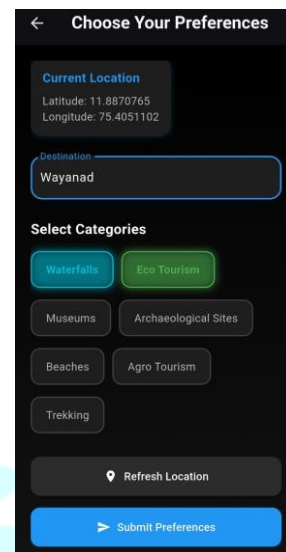 Choose Your Preferences
Current Location
Latitude: 11.8870765
Longitude: 75.4051102
Destination
Wayanad
Select Categories
Waterfalls Eco Tourism
Museums Archaeological Sites
Beaches Agro Tourism
Trekking
Refresh Location
Submit Preferences